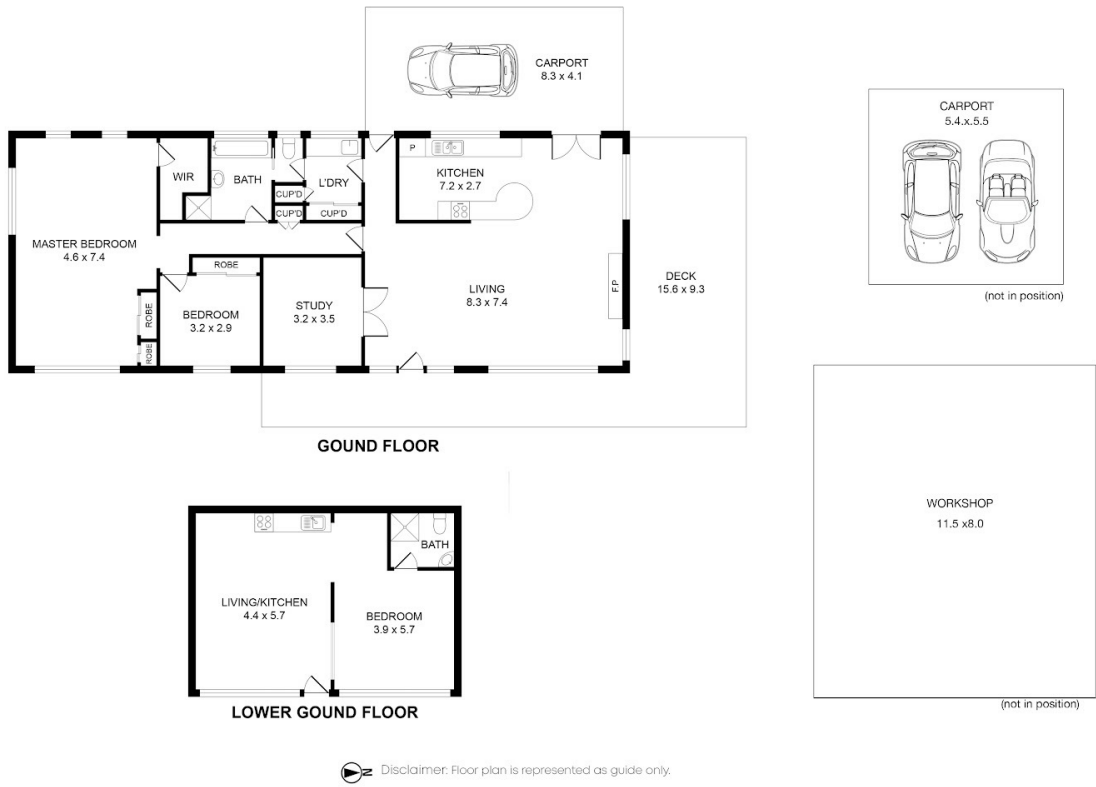 CARPORT
8.3 x 4.1
CARPORT
5.4.x.5.5
(not in position)
P
KITCHEN
7.2 x 2.7
WIR
BATH
L'DRY
CUP'D
CUP'D
CUP'D
MASTER BEDROOM
4.6 x 7.4
ROBE
BEDROOM
3.2 x 2.9
ROBE
ROBE
STUDY
3.2 x 3.5
LIVING
8.3 x 7.4
F.P
DECK
15.6 x 9.3
GOUND FLOOR
WORKSHOP
11.5 x8.0
(not in position)
BATH
LIVING/KITCHEN
4.4 x 5.7
BEDROOM
3.9 x 5.7
LOWER GOUND FLOOR
N
Disclaimer: Floor plan is represented as guide only.